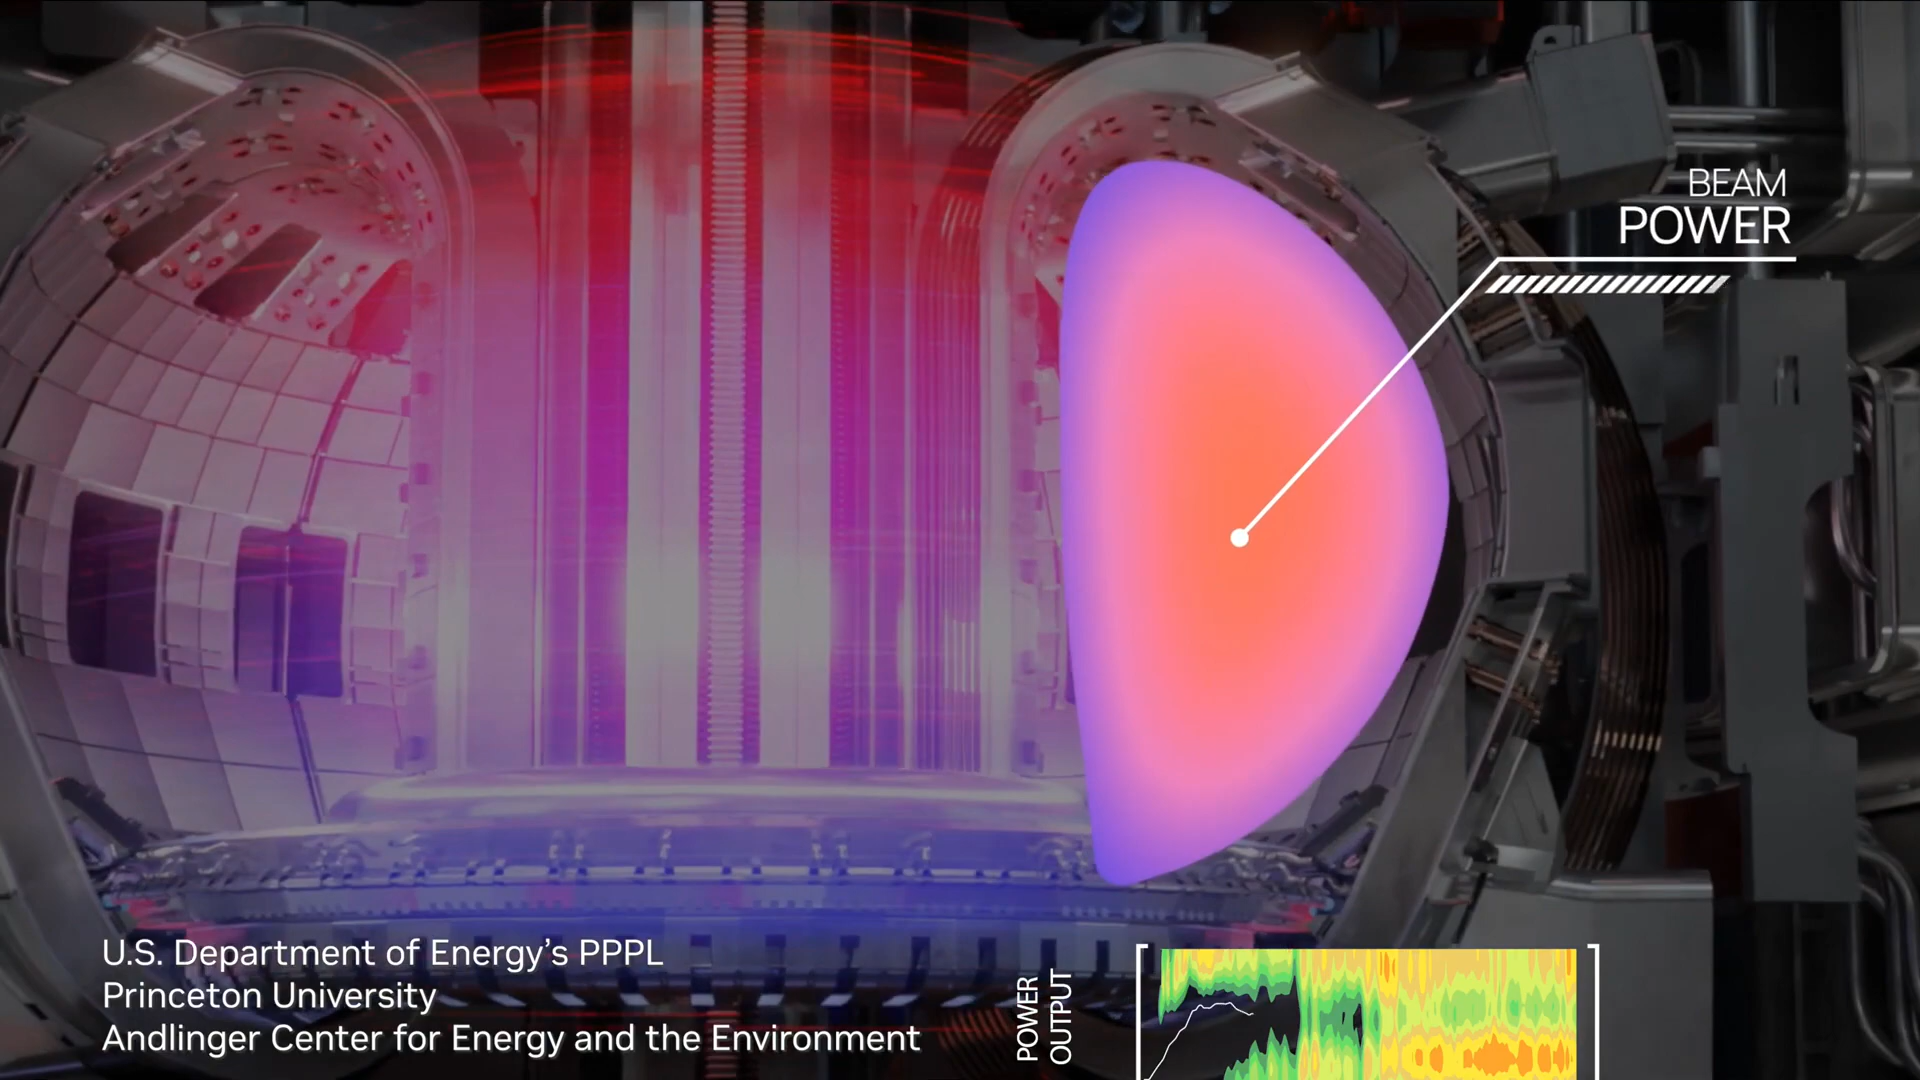 BEAM
POWER
U.S. Department of Energy’s PPPL
Princeton University
Andlinger Center for Energy and the Environment
POWER
OUTPUT